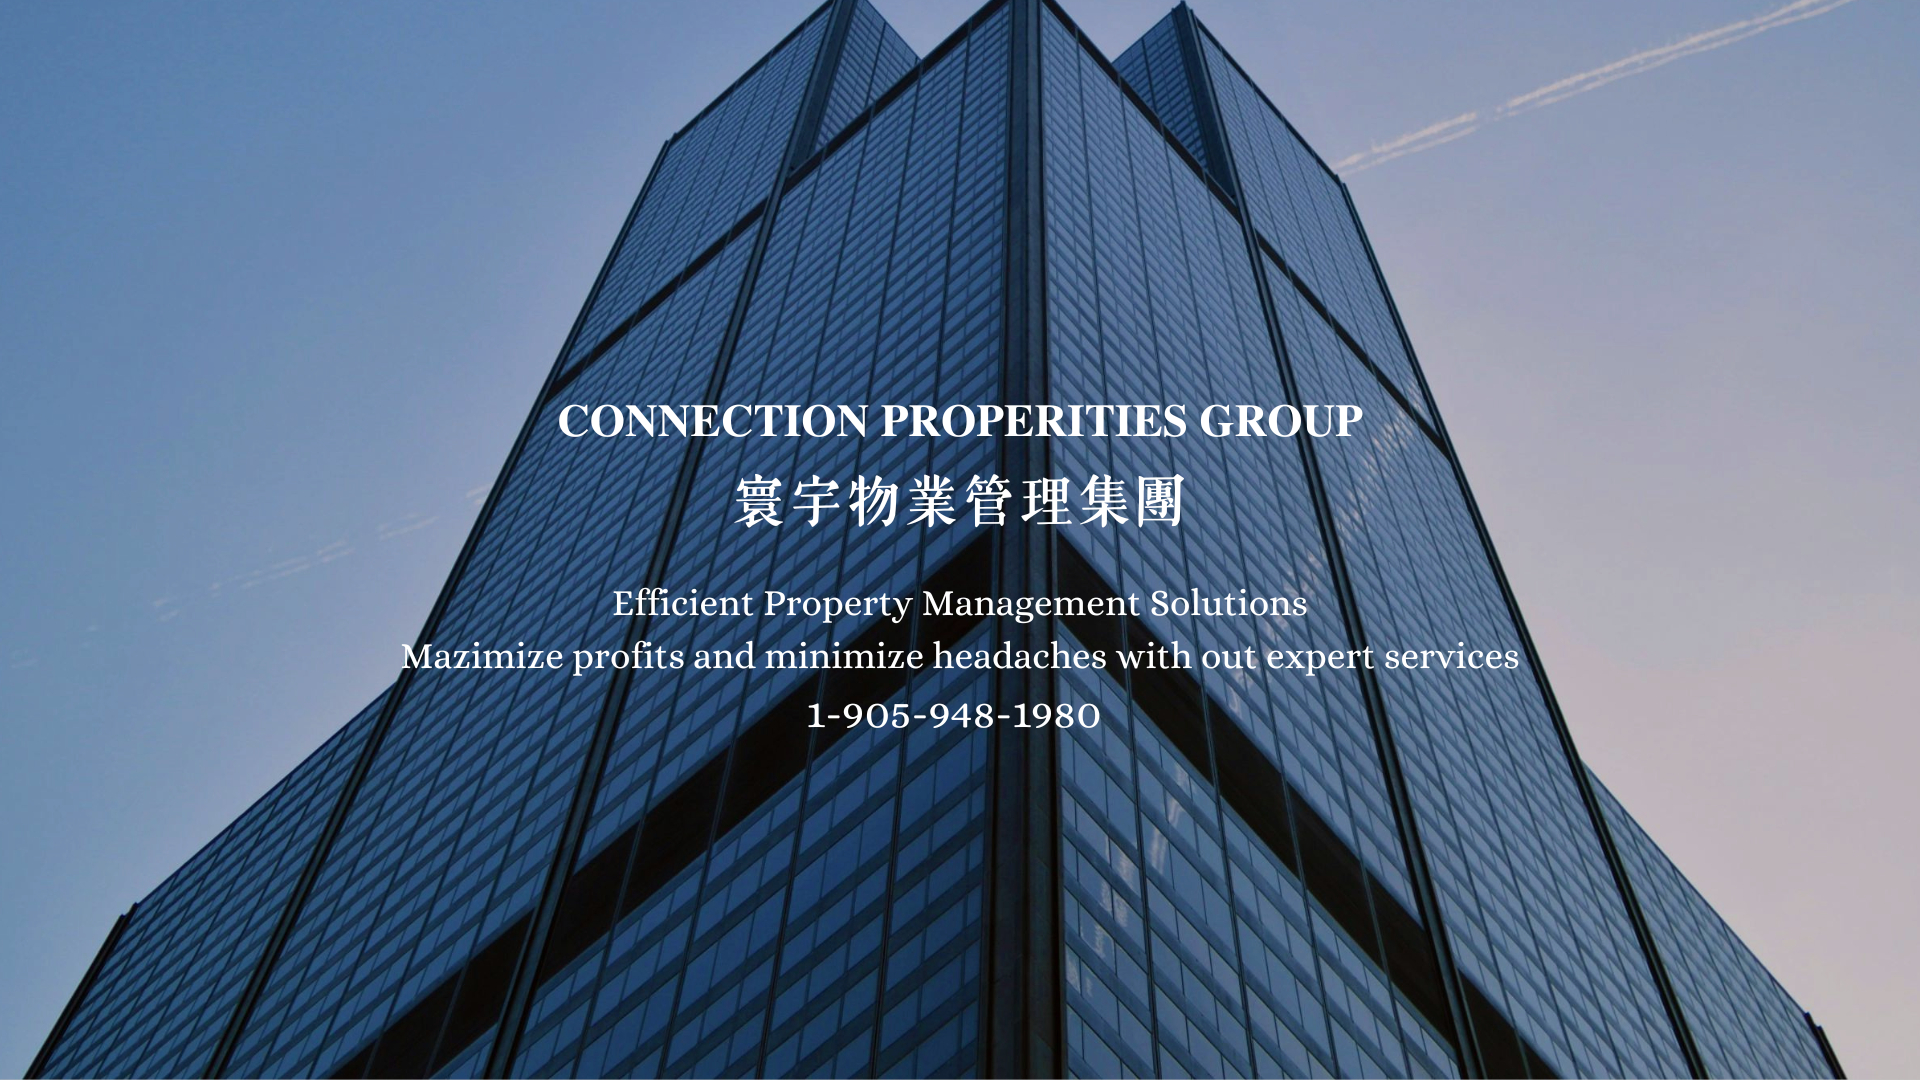 CONNECTION PROPERITIES GROUP
寰宇物業管理集團
Efficient Property Management Solutions
Mazimize profits and minimize headaches with out expert services
1-905-948-1980